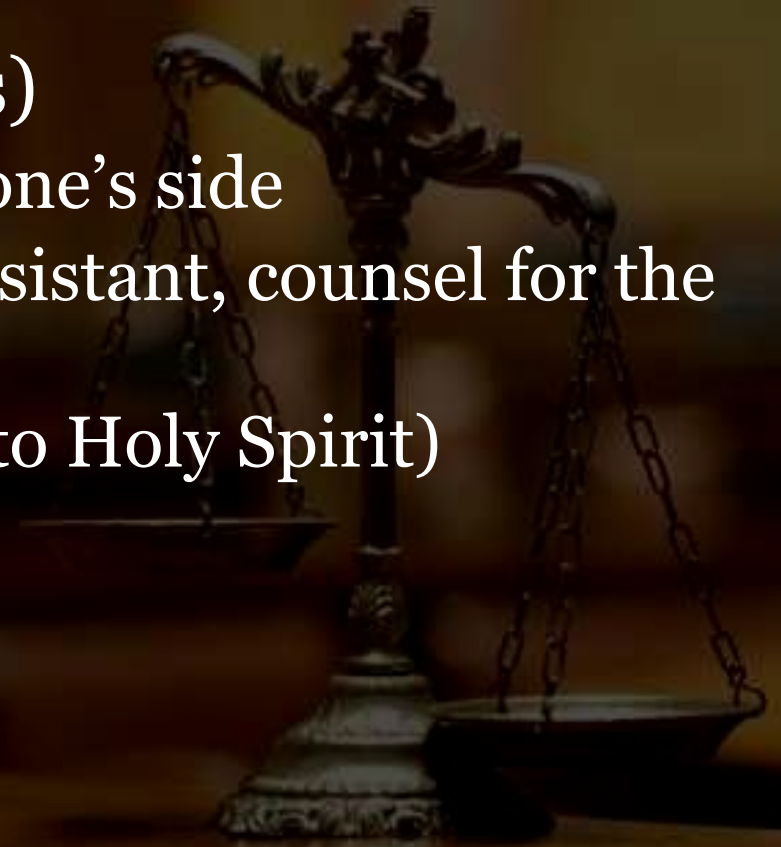 s)
one’s side
sistant, counsel for the
to Holy Spirit)